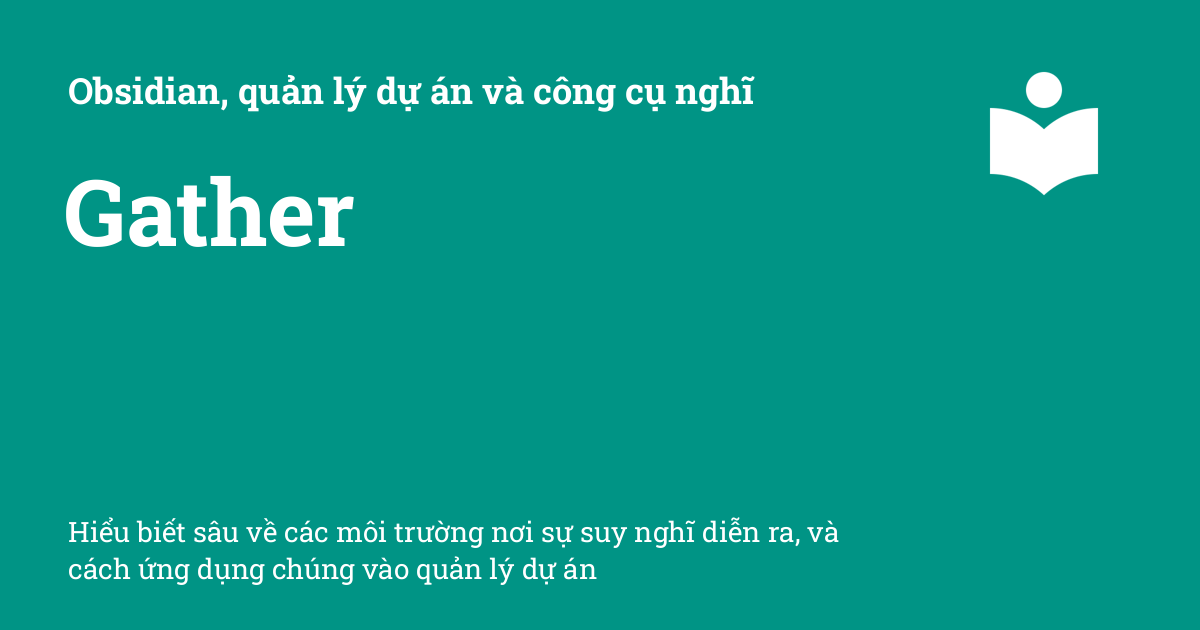 Obsidian, quản lý dự án và công cụ nghĩ
Gather
Hiểu biết sâu về các môi trường nơi sự suy nghĩ diễn ra, và
cách ứng dụng chúng vào quản lý dự án